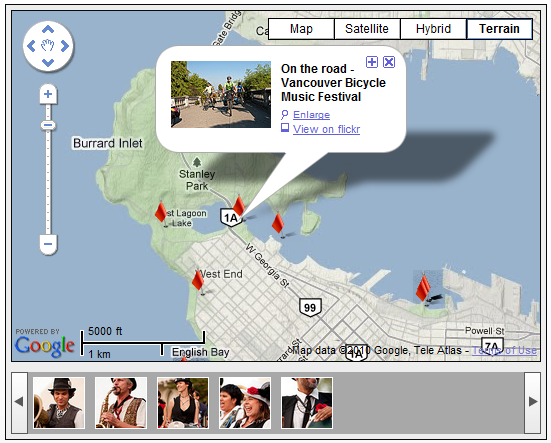 Gate Bridge
Map
Satellite
Hybrid
Terrain
On the road -
Vancouver Bicycle
Music Festival
Enlarge
View on flickr
Burrard Inlet
Stanley
Park
st Lagoon
Lake
1A
W Georgia St
West End
99
POWERED BY
Google
5000 ft
1 km
English Bay
Powell St
7A
1A
Map data ©2010 Google, Tele Atlas - Terms of Use